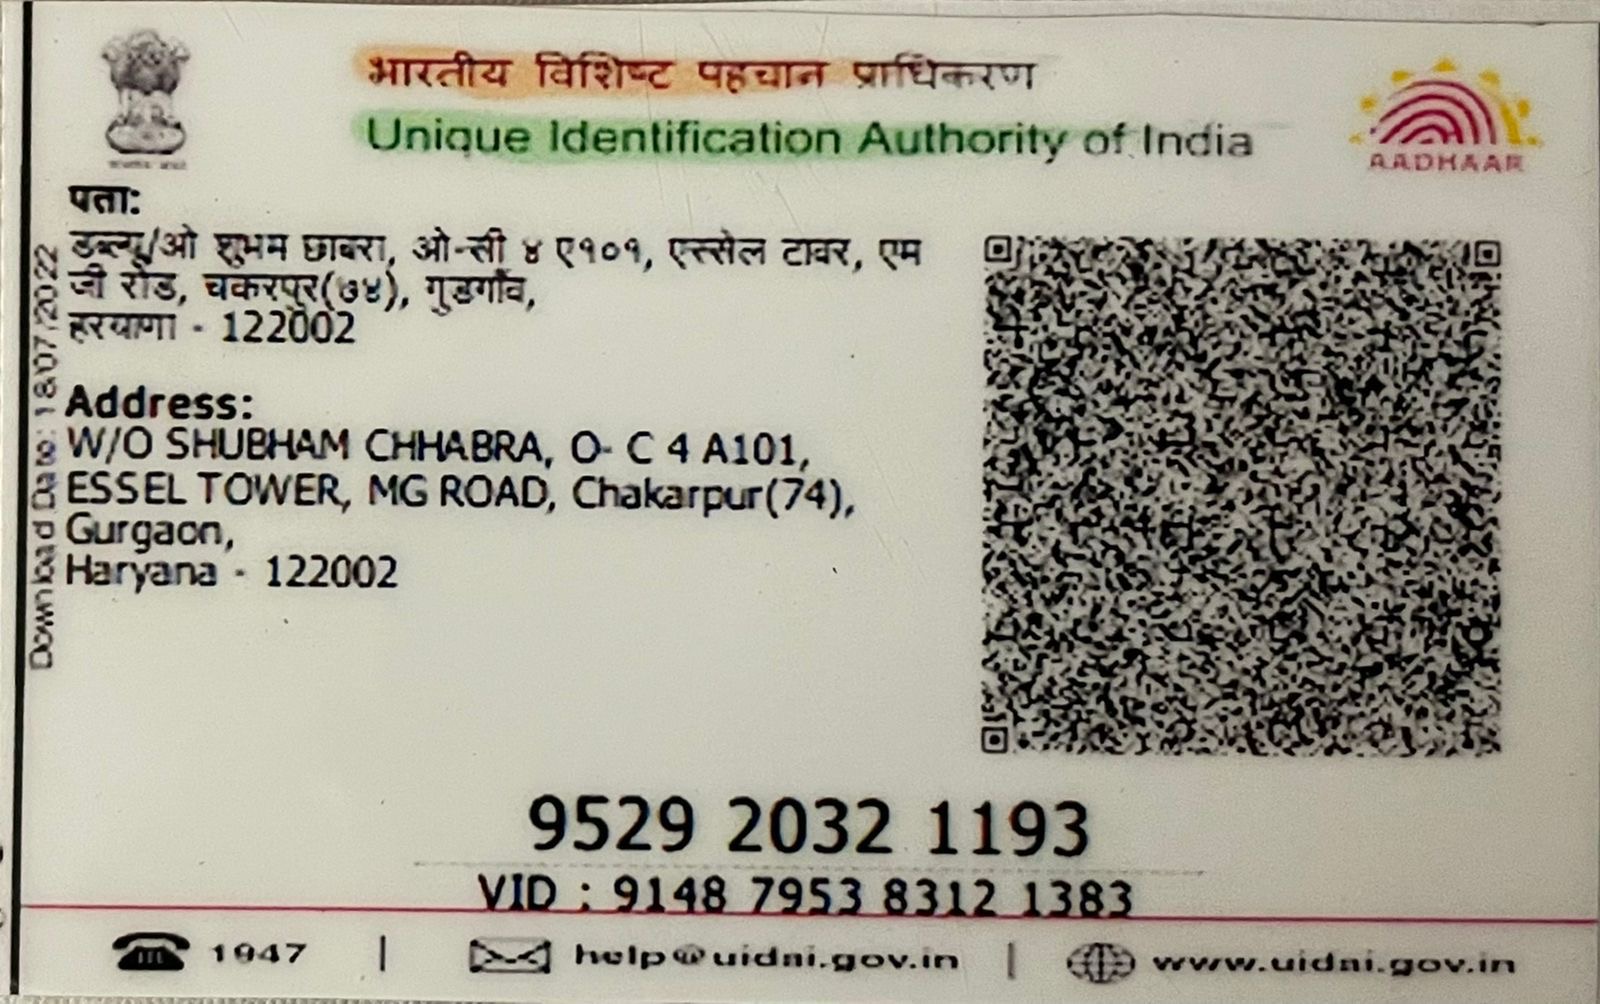 भारतीय विशिष्ट पहचान प्राधिकरण
Unique Identification Authority of India
AADHAAR
पता:
डब्ल्यू/ओ शुभम छाबरा, ओ-सी ४ ए१०१, एस्सेल टावर, एम
जी रोड, चकरपुर(७४), गुडगाँव,
हरयाणा - 122002
Address:
W/O SHUBHAM CHHABRA, O- C 4 A101,
ESSEL TOWER, MG ROAD, Chakarpur(74),
Gurgaon,
Haryana - 122002
Download Date: 18/07/2022
9529 2032 1193
VID : 9148 7953 8312 1383
1947 | help@uidai.gov.in | www.uidai.gov.in